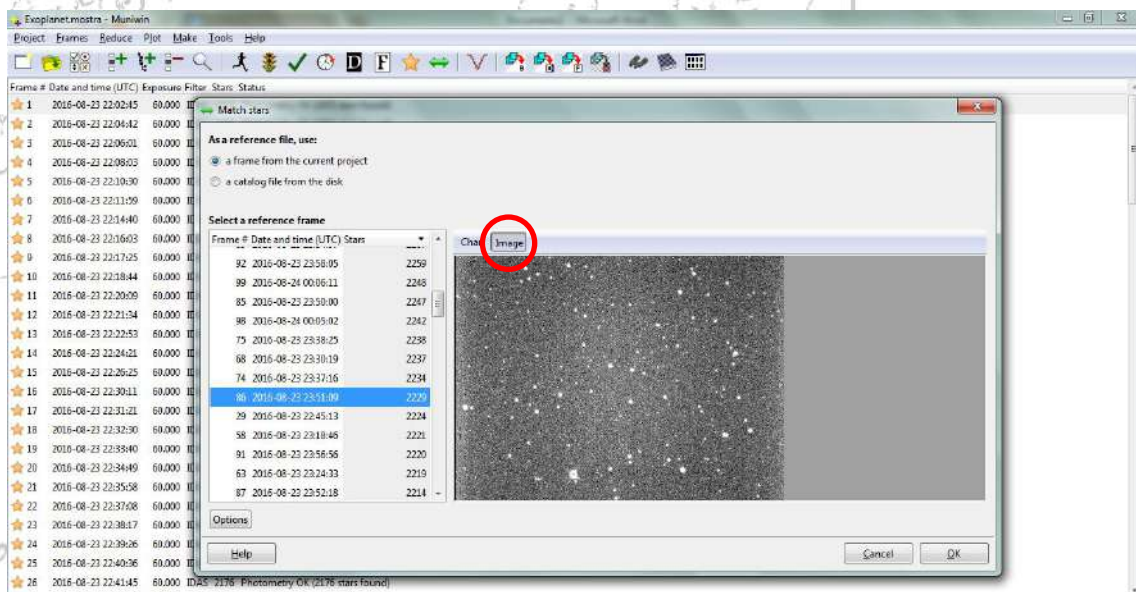 Exoplanet.mostra - Muniwin
Project Frames Reduce Plot Make Tools Help
Frame # Date and time (UTC) Exposure Filter Stars Status
1 2016-08-23 22:02:45 60.000
2 2016-08-23 22:04:42 60.000
3 2016-08-23 22:06:01 60.000
4 2016-08-23 22:08:03 60.000
5 2016-08-23 22:10:30 60.000
6 2016-08-23 22:11:59 60.000
7 2016-08-23 22:14:40 60.000
8 2016-08-23 22:16:03 60.000
9 2016-08-23 22:17:25 60.000
10 2016-08-23 22:18:44 60.000
11 2016-08-23 22:20:09 60.000
12 2016-08-23 22:21:34 60.000
13 2016-08-23 22:22:53 60.000
14 2016-08-23 22:24:21 60.000
15 2016-08-23 22:26:25 60.000
16 2016-08-23 22:30:11 60.000
17 2016-08-23 22:31:21 60.000
18 2016-08-23 22:32:30 60.000
19 2016-08-23 22:33:40 60.000
20 2016-08-23 22:34:49 60.000
21 2016-08-23 22:35:58 60.000
22 2016-08-23 22:37:08 60.000
23 2016-08-23 22:38:17 60.000
24 2016-08-23 22:39:26 60.000
25 2016-08-23 22:40:36 60.000
26 2016-08-23 22:41:45 60.000 IDAS 2176 Photometry OK (2176 stars found)
Match stars
As a reference file, use:
a frame from the current project
a catalog file from the disk
Select a reference frame
Frame # Date and time (UTC) Stars
92 2016-08-23 23:58:05 2259
99 2016-08-24 00:06:11 2248
85 2016-08-23 23:50:00 2247
98 2016-08-24 00:05:02 2242
75 2016-08-23 23:38:25 2238
68 2016-08-23 23:30:19 2237
74 2016-08-23 23:37:16 2234
86 2016-08-23 23:51:09 2229
29 2016-08-23 22:45:13 2224
58 2016-08-23 23:18:46 2221
91 2016-08-23 23:56:56 2220
63 2016-08-23 23:24:33 2219
87 2016-08-23 23:52:18 2214
Image
Options
Help
Cancel
OK